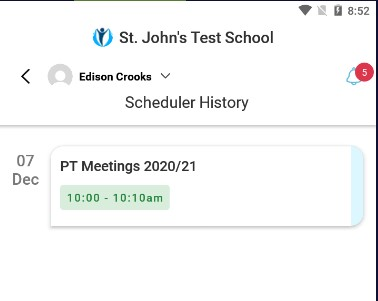 8:52
St. John's Test School
Edison Crooks
5
Scheduler History
07
Dec
PT Meetings 2020/21
10:00 - 10:10am